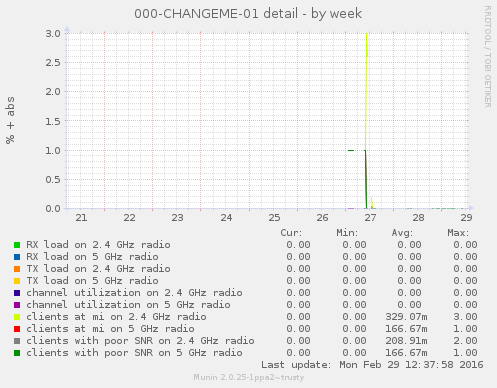 000-CHANGEME-01 detail - by week
RRDTOOL / TOBI OETIKER
% + abs
3.0
2.5
2.0
1.5
1.0
0.5
0.0
21 22 23 24 25 26 27 28 29
Cur: Min: Avg: Max:
RX load on 2.4 GHz radio 0.00 0.00 0.00 0.00
RX load on 5 GHz radio 0.00 0.00 0.00 0.00
TX load on 2.4 GHz radio 0.00 0.00 0.00 0.00
TX load on 5 GHz radio 0.00 0.00 0.00 0.00
channel utilization on 2.4 GHz radio 0.00 0.00 0.00 0.00
channel utilization on 5 GHz radio 0.00 0.00 0.00 0.00
clients at mi on 2.4 GHz radio 0.00 0.00 329.07m 3.00
clients at mi on 5 GHz radio 0.00 0.00 166.67m 1.00
clients with poor SNR on 2.4 GHz radio 0.00 0.00 208.91m 2.00
clients with poor SNR on 5 GHz radio 0.00 0.00 166.67m 1.00
Last update: Mon Feb 29 12:37:58 2016
Munin 2.0.25-1ppa2~trusty